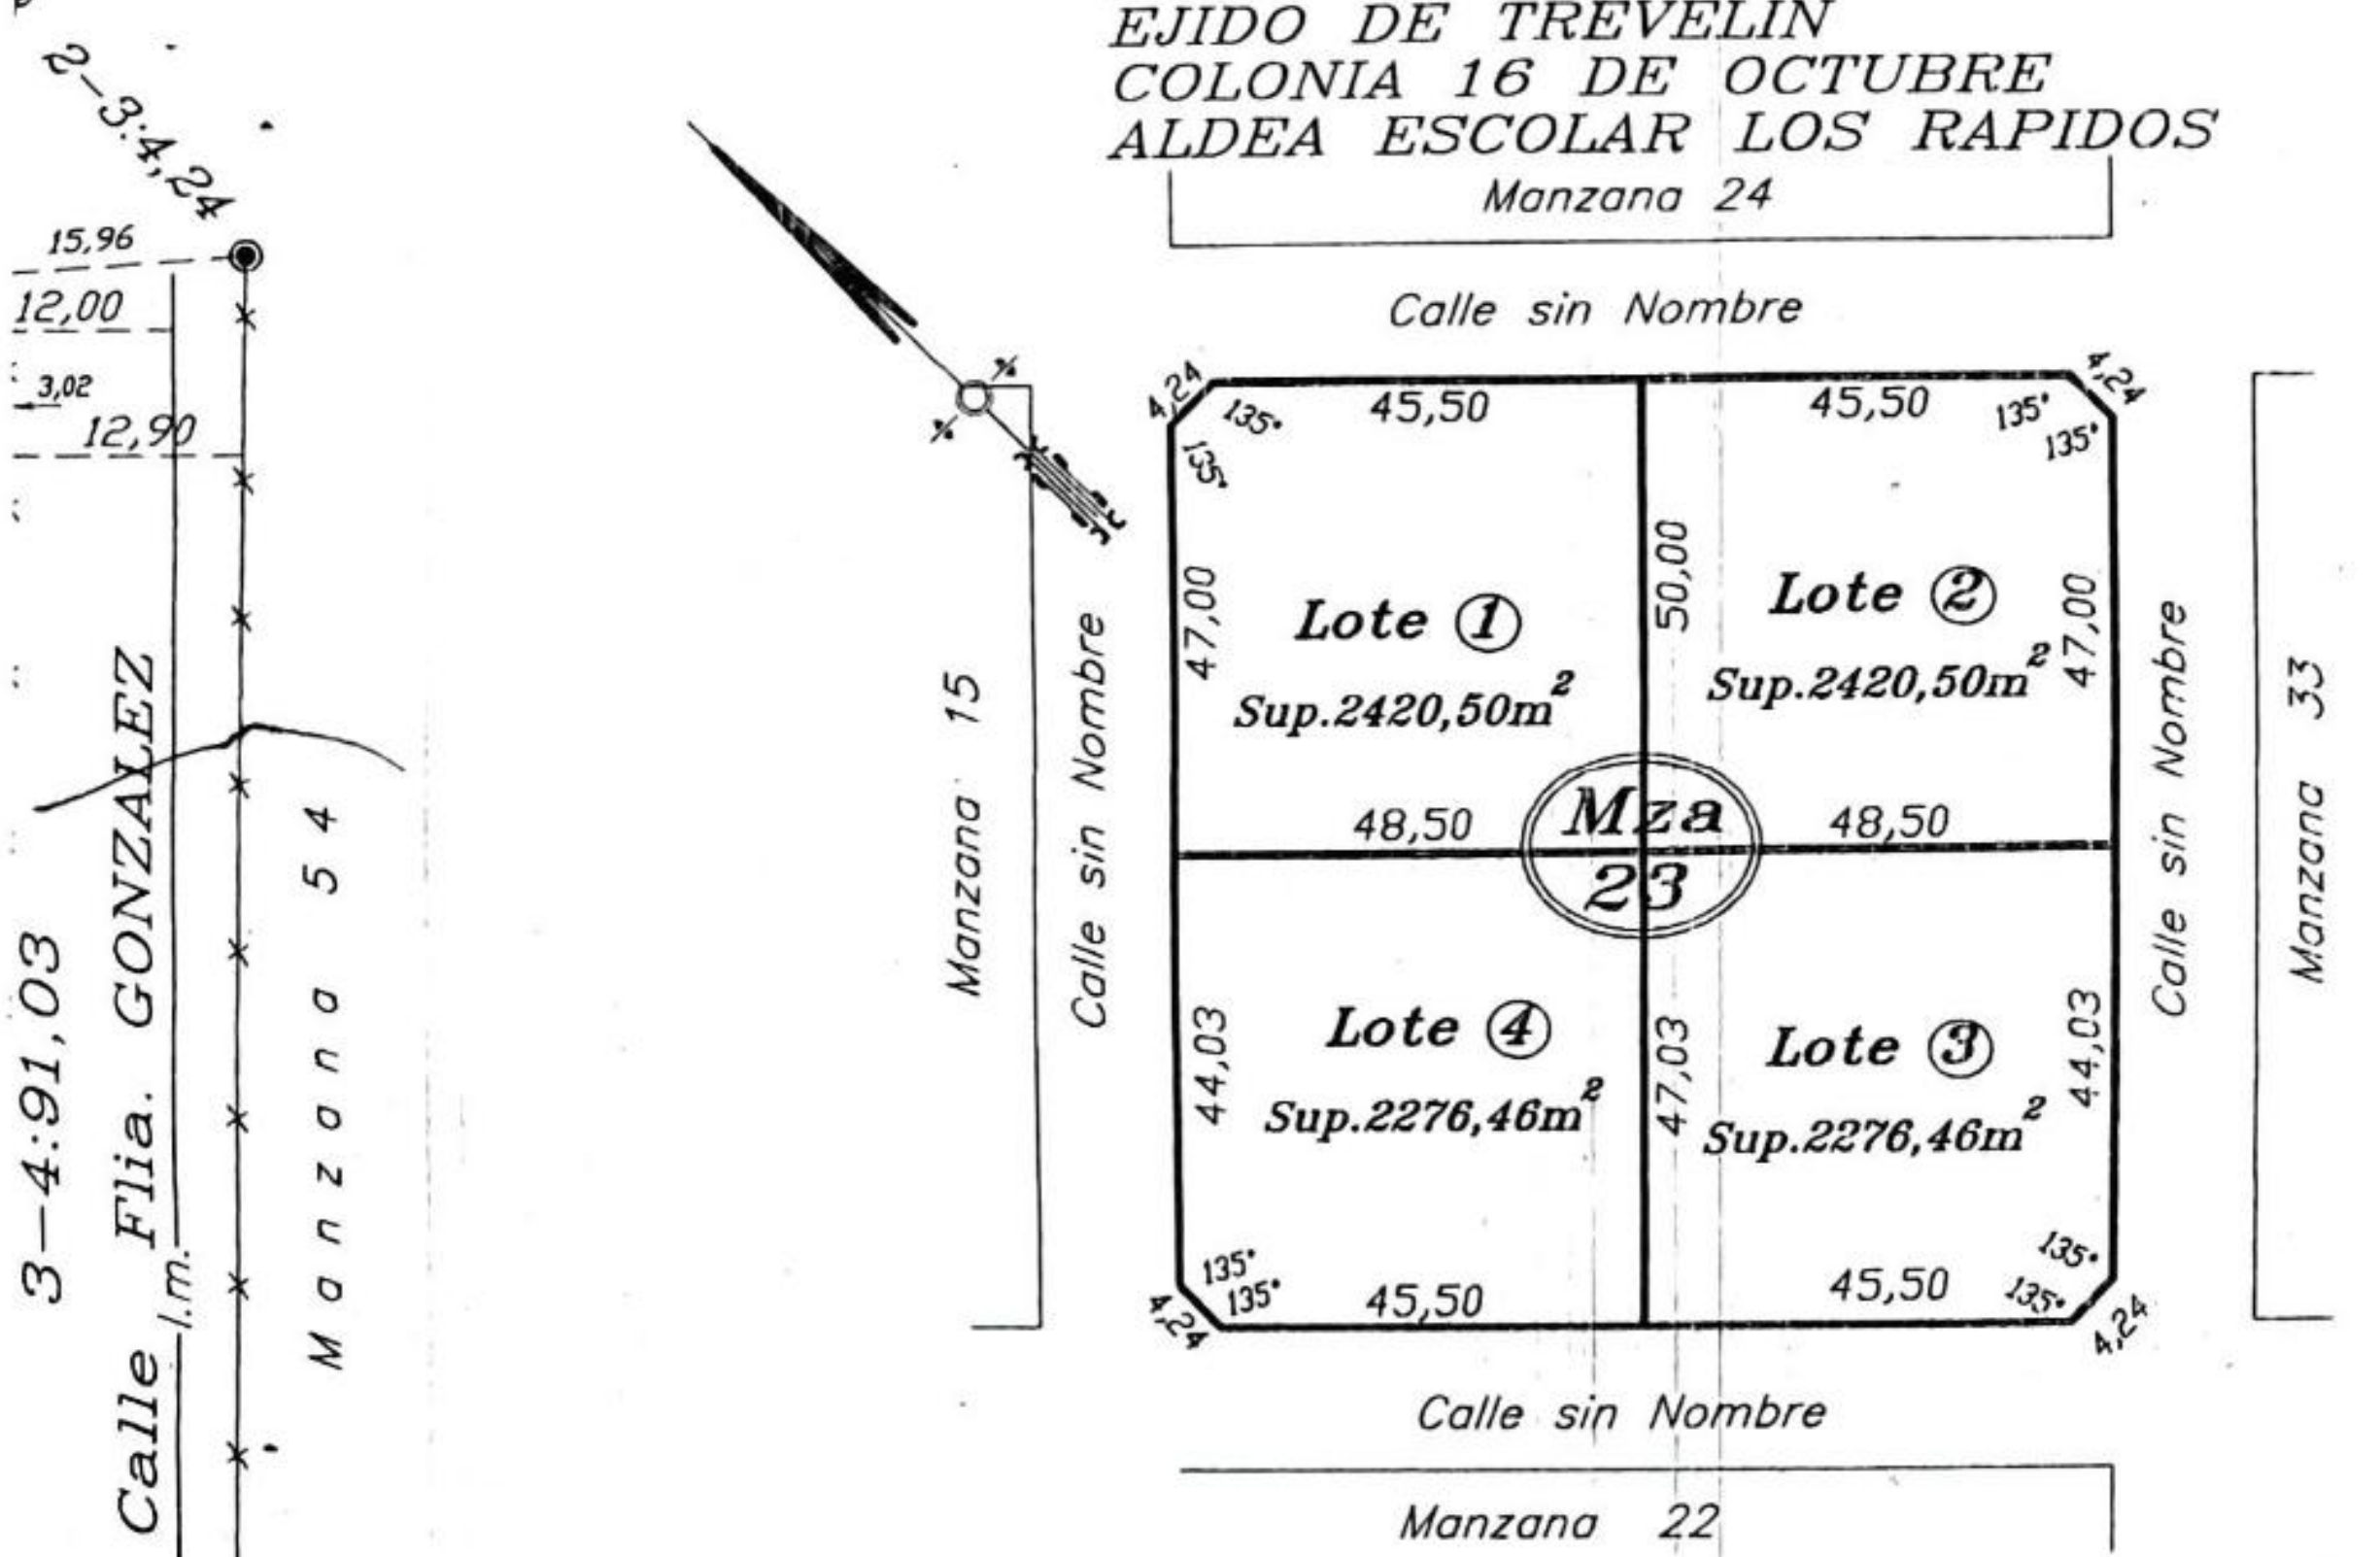 EJIDO DE TREVELIN
COLONIA 16 DE OCTUBRE
ALDEA ESCOLAR LOS RAPIDOS
Manzana 24
Calle sin Nombre
2-3:4,24
15,96
12,00
3,02
12,90
3-4:91,03
Calle Flia. GONZALEZ
l.m.
Manzana 54
Manzana 15
Calle sin Nombre
4,24
135°
135°
45,50
45,50
4,24
135°
135°
47,00
Lote 1
Sup.2420,50m²
50,00
Lote 2
Sup.2420,50m²
47,00
48,50
Mza
23
48,50
44,03
Lote 4
Sup.2276,46m²
47,03
Lote 3
Sup.2276,46m²
44,03
135°
135°
4,24
45,50
45,50
135°
135°
4,24
Calle sin Nombre
Manzana 33
Calle sin Nombre
Manzana 22